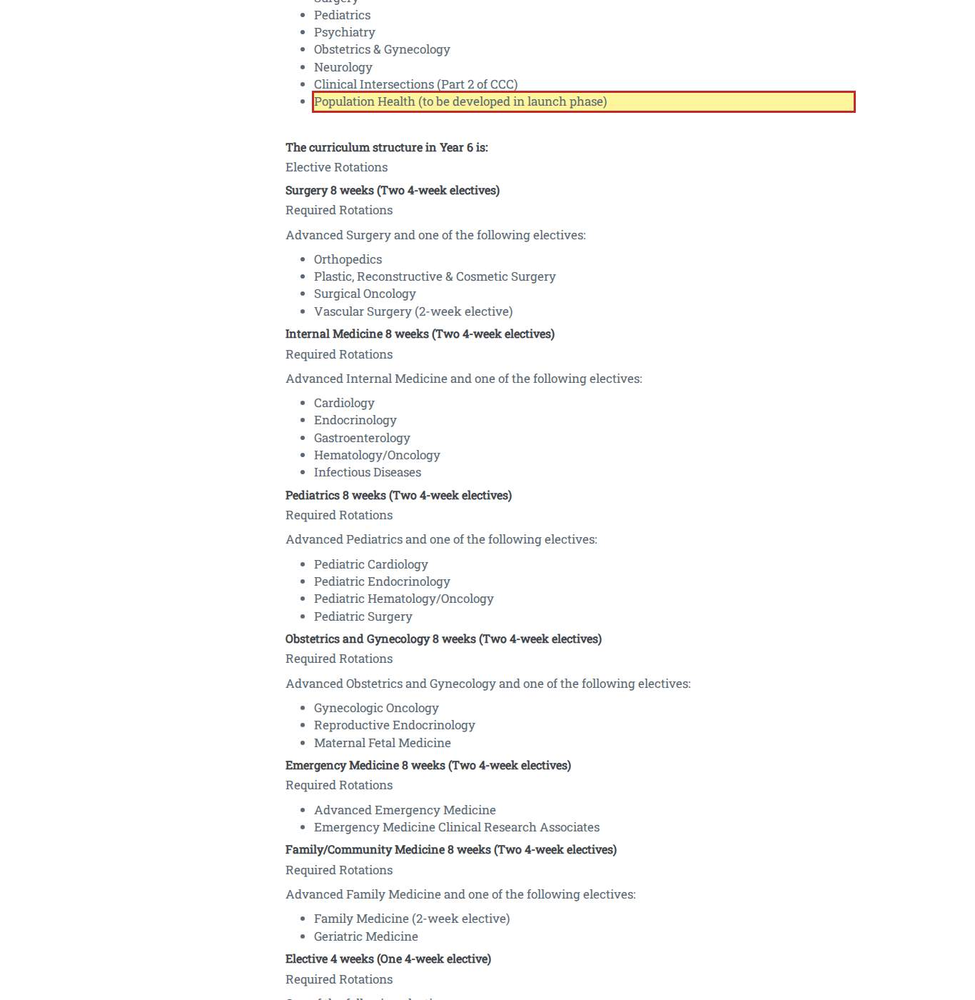 Surgery
Pediatrics
Psychiatry
Obstetrics & Gynecology
Neurology
Clinical Intersections (Part 2 of CCC)
Population Health (to be developed in launch phase)
The curriculum structure in Year 6 is:
Elective Rotations
Surgery 8 weeks (Two 4-week electives)
Required Rotations
Advanced Surgery and one of the following electives:
Orthopedics
Plastic, Reconstructive & Cosmetic Surgery
Surgical Oncology
Vascular Surgery (2-week elective)
Internal Medicine 8 weeks (Two 4-week electives)
Required Rotations
Advanced Internal Medicine and one of the following electives:
Cardiology
Endocrinology
Gastroenterology
Hematology/Oncology
Infectious Diseases
Pediatrics 8 weeks (Two 4-week electives)
Required Rotations
Advanced Pediatrics and one of the following electives:
Pediatric Cardiology
Pediatric Endocrinology
Pediatric Hematology/Oncology
Pediatric Surgery
Obstetrics and Gynecology 8 weeks (Two 4-week electives)
Required Rotations
Advanced Obstetrics and Gynecology and one of the following electives:
Gynecologic Oncology
Reproductive Endocrinology
Maternal Fetal Medicine
Emergency Medicine 8 weeks (Two 4-week electives)
Required Rotations
Advanced Emergency Medicine
Emergency Medicine Clinical Research Associates
Family/Community Medicine 8 weeks (Two 4-week electives)
Required Rotations
Advanced Family Medicine and one of the following electives:
Family Medicine (2-week elective)
Geriatric Medicine
Elective 4 weeks (One 4-week elective)
Required Rotations